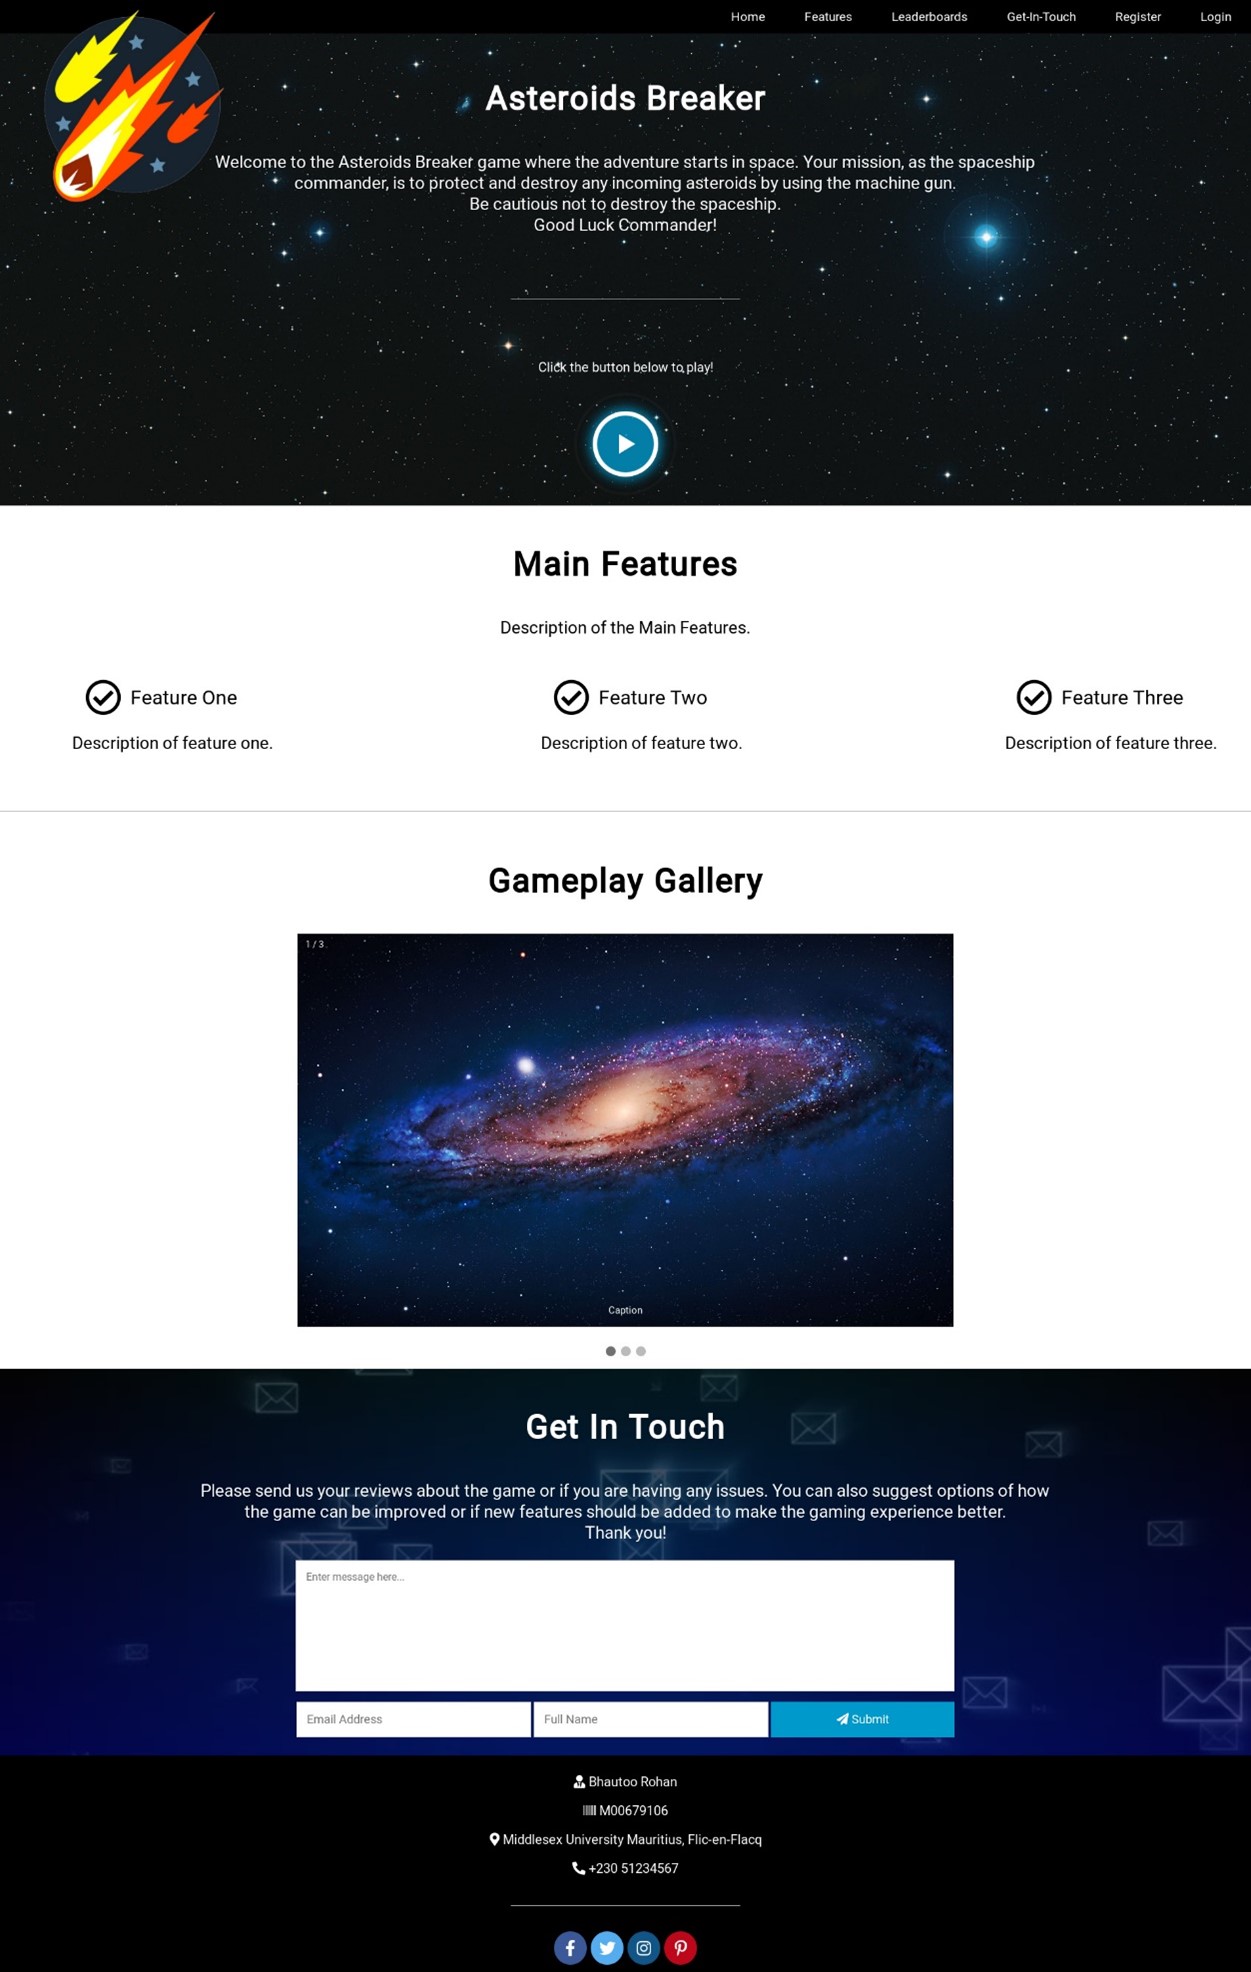 Home Features Leaderboards Get-In-Touch Register Login
Asteroids Breaker
Welcome to the Asteroids Breaker game where the adventure starts in space. Your mission, as the spaceship
commander, is to protect and destroy any incoming asteroids by using the machine gun.
Be cautious not to destroy the spaceship.
Good Luck Commander!
Click the button below to play!
Main Features
Description of the Main Features.
Feature One
Description of feature one.
Feature Two
Description of feature two.
Feature Three
Description of feature three.
Gameplay Gallery
1 / 3
Caption
Get In Touch
Please send us your reviews about the game or if you are having any issues. You can also suggest options of how
the game can be improved or if new features should be added to make the gaming experience better.
Thank you!
Enter message here...
Email Address Full Name Submit
Bhautoo Rohan
M00679106
Middlesex University Mauritius, Flic-en-Flacq
+230 51234567